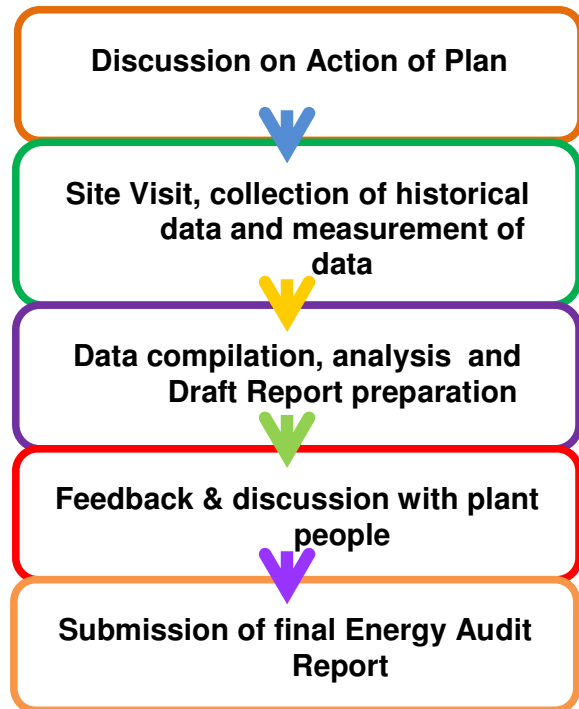 Discussion on Action of Plan
Site Visit, collection of historical
data and measurement of
data
Data compilation, analysis and
Draft Report preparation
Feedback & discussion with plant
people
Submission of final Energy Audit
Report